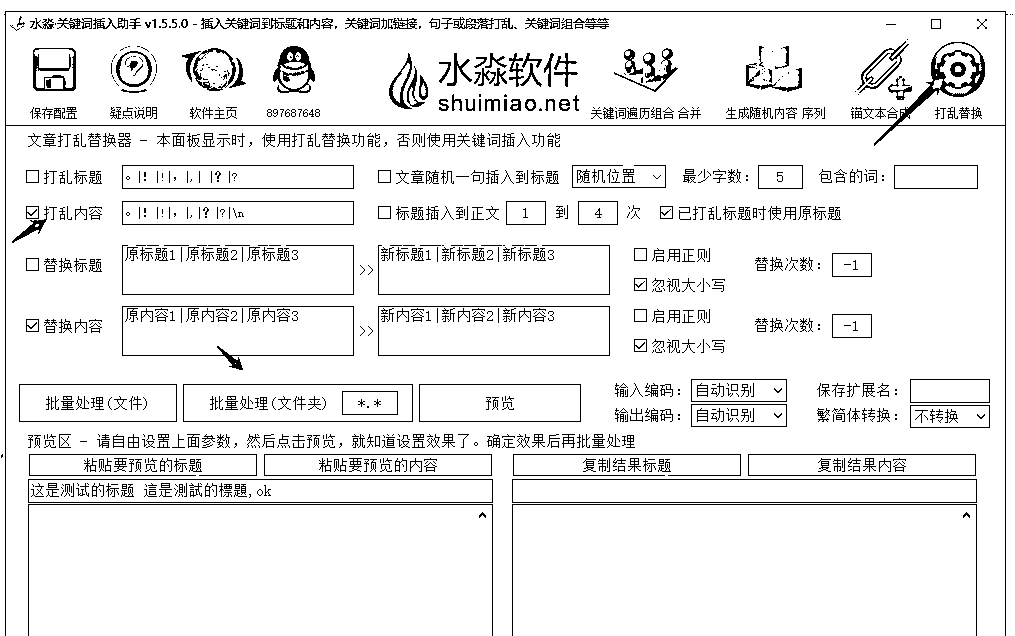 水淼·关键词插入助手 v1.5.5.0 - 插入关键词到标题和内容，关键词加链接，句子或段落打乱、关键词组合等等
水淼软件
shuimiao.net
保存配置 疑点说明 软件主页 897687648 关键词遍历组合 合并 生成随机内容 序列 锚文本合成 打乱替换
文章打乱替换器 - 本面板显示时，使用打乱替换功能，否则使用关键词插入功能
打乱标题 。|！|!|，|,| |？|? 文章随机一句插入到标题 随机位置 最少字数： 5 包含的词：
打乱内容 。|！|!|，|,|？|?|\n 标题插入到正文 1 到 4 次 已打乱标题时使用原标题
替换标题 原标题1|原标题2|原标题3 >> 新标题1|新标题2|新标题3 启用正则 替换次数： -1
忽视大小写
替换内容 原内容1|原内容2|原内容3 >> 新内容1|新内容2|新内容3 启用正则 替换次数： -1
忽视大小写
批量处理(文件) 批量处理(文件夹) *.* 预览 输入编码： 自动识别 保存扩展名：
输出编码： 自动识别 繁简体转换： 不转换
预览区 - 请自由设置上面参数，然后点击预览，就知道设置效果了。确定效果后再批量处理
粘贴要预览的标题 粘贴要预览的内容 复制结果标题 复制结果内容
这是测试的标题 這是測試的標題,ok